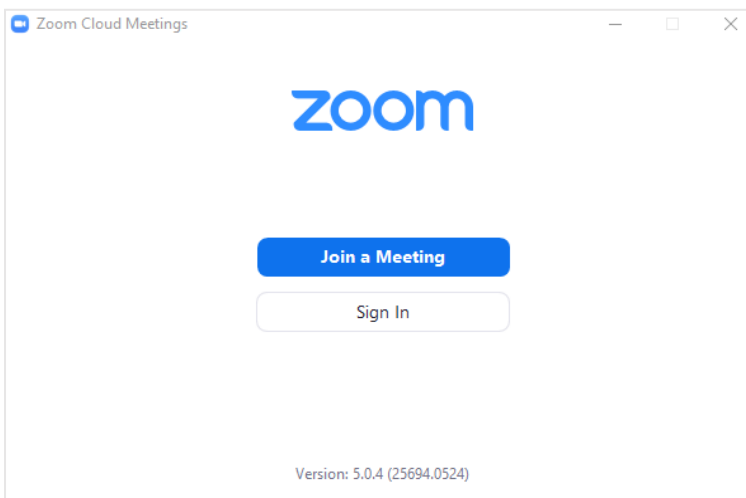 Zoom Cloud Meetings
zoom
Join a Meeting
Sign In
Version: 5.0.4 (25694.0524)